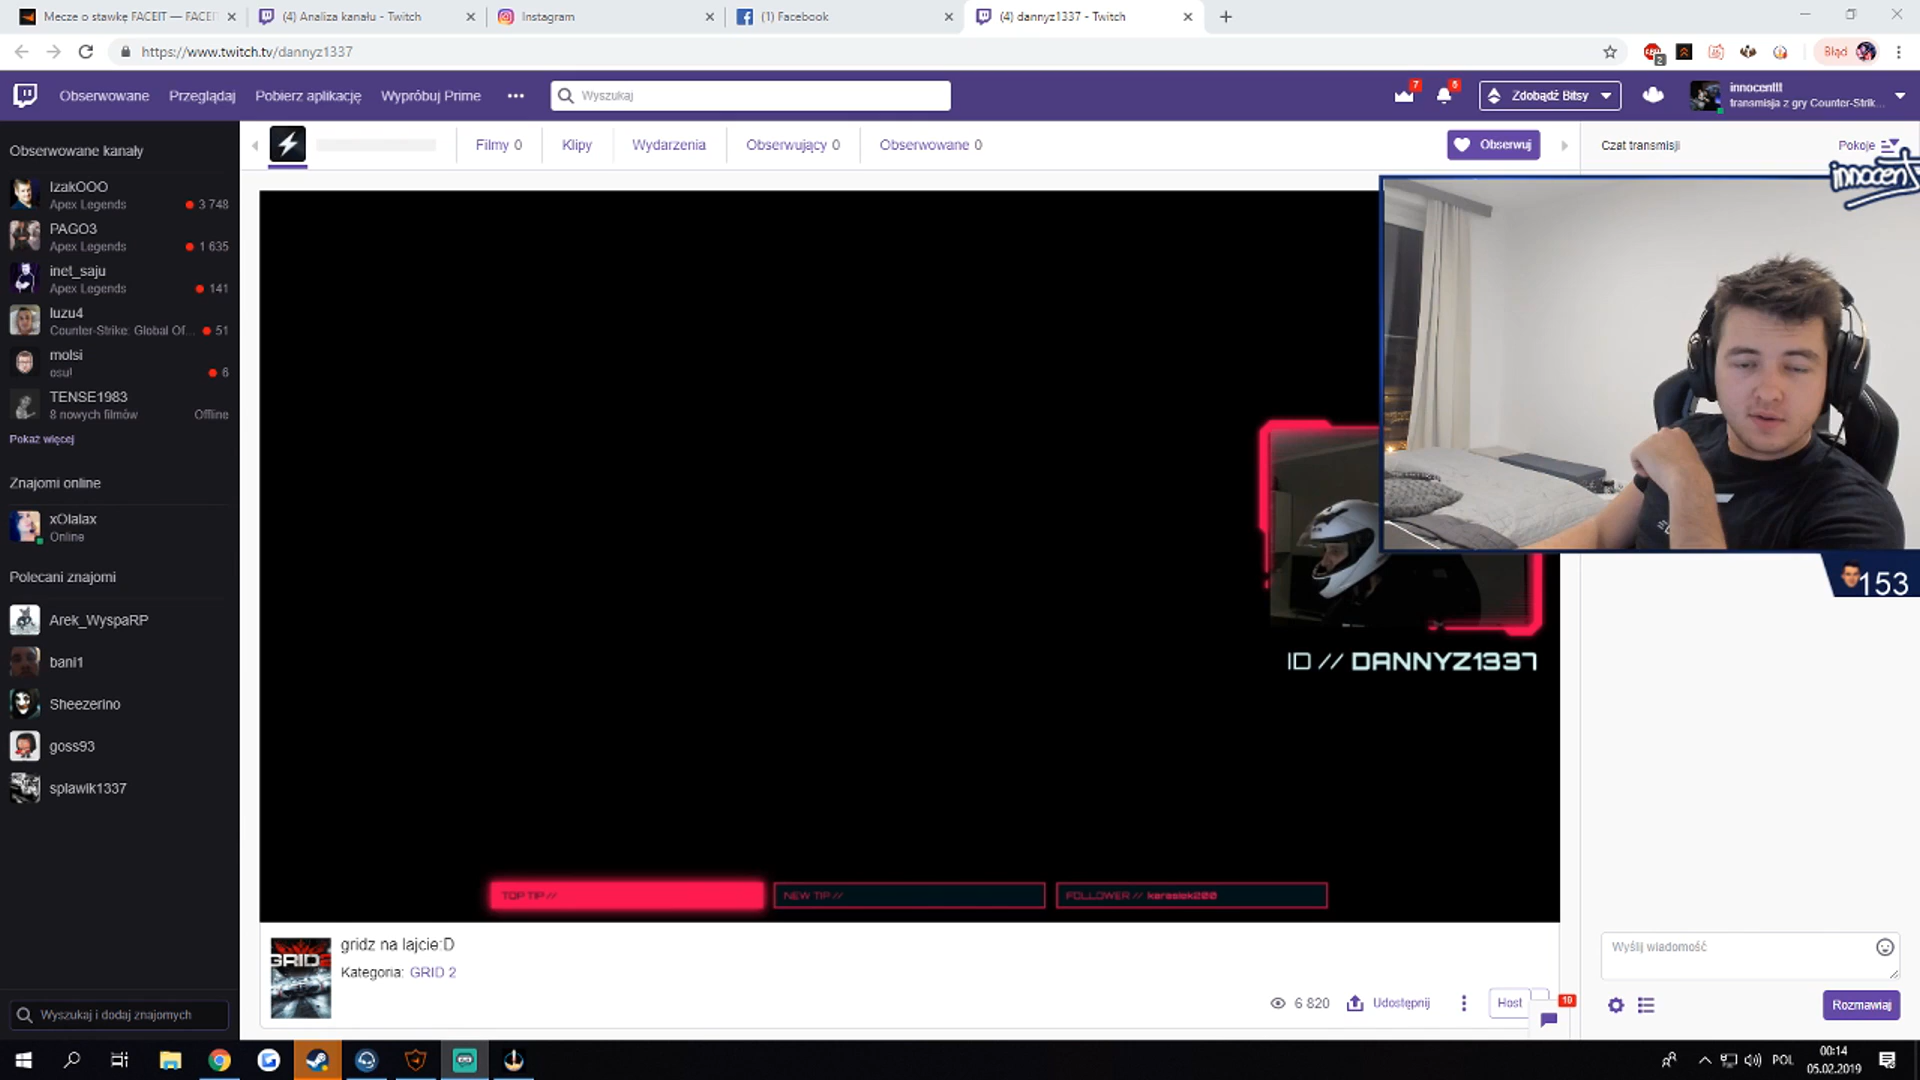 Mecze o stawkę FACEIT — FACEIT
(4) Analiza kanału - Twitch
Instagram
(1) Facebook
(4) dannyz1337 - Twitch
https://www.twitch.tv/dannyz1337
2
Błąd
Obserwowane
Przeglądaj
Pobierz aplikację
Wypróbuj Prime
Wyszukaj
7
6
Zdobądź Bitsy
innocent!!!
transmisja z gry Counter-Strik...
Obserwowane kanały
Filmy 0
Klipy
Wydarzenia
Obserwujący 0
Obserwowane 0
Obserwuj
Czat transmisji
Pokoje
innocent
IzakOOO
Apex Legends
3 748
PAGO3
Apex Legends
1 635
inet_saju
Apex Legends
141
luzu4
Counter-Strike: Global Of...
51
molsi
osu!
6
TENSE1983
8 nowych filmów
Offline
Pokaż więcej
Znajomi online
xOlalax
Online
Polecani znajomi
Arek_WyspaRP
bani1
Sheezerino
goss93
splawik1337
153
ID // DANNYZ1337
TOP TIP //
NEW TIP //
FOLLOWER // karasiek200
GRID 2
gridz na lajcie:D
Kategoria: GRID 2
6 820
Udostępnij
Host
10
Wyślij wiadomość
Rozmawiaj
Wyszukaj i dodaj znajomych
POL
00:14
05.02.2019